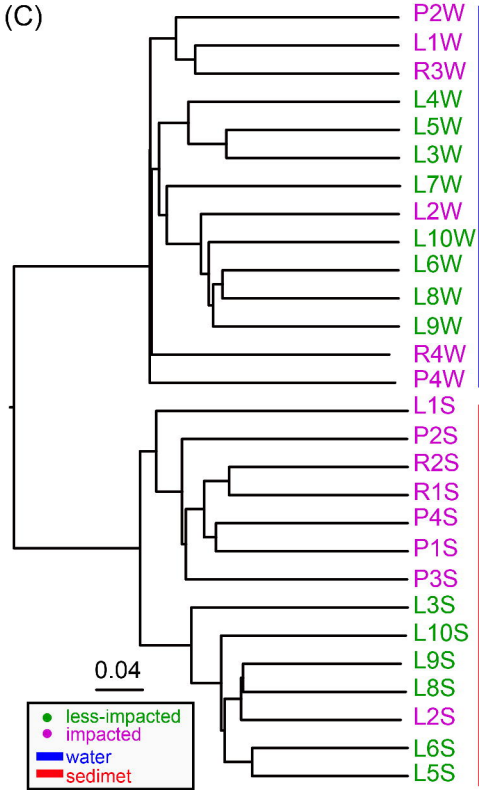 (C)
P2W
L1W
R3W
L4W
L5W
L3W
L7W
L2W
L10W
L6W
L8W
L9W
R4W
P4W
L1S
P2S
R2S
R1S
P4S
P1S
P3S
L3S
L10S
L9S
L8S
L2S
L6S
L5S
0.04
less-impacted
impacted
water
sedimet